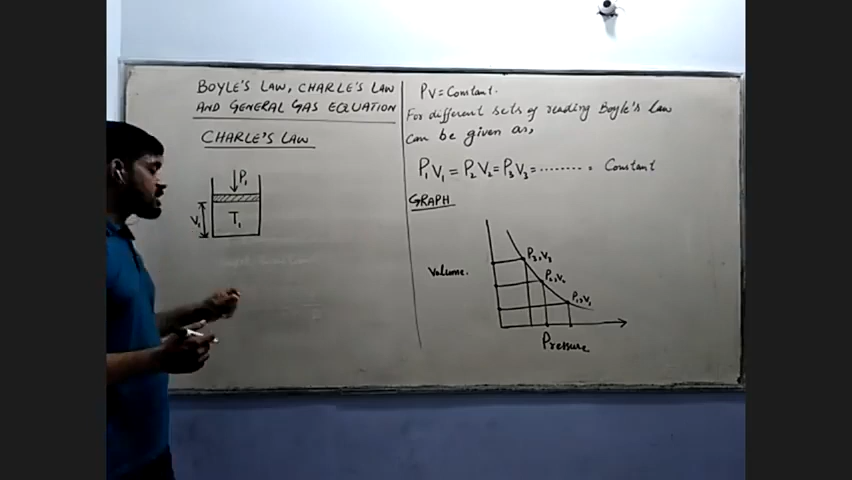 BOYLE'S LAW, CHARLE'S LAW
AND GENERAL GAS EQUATION
CHARLE'S LAW
P₁
V₁
T₁
PV = Constant.
For different sets of reading Boyle's law
can be given as,
P₁V₁ = P₂V₂ = P₃V₃ = ........ = Constant
GRAPH
Volume.
P₃,V₃
P₂,V₂
P₁,V₁
Pressure